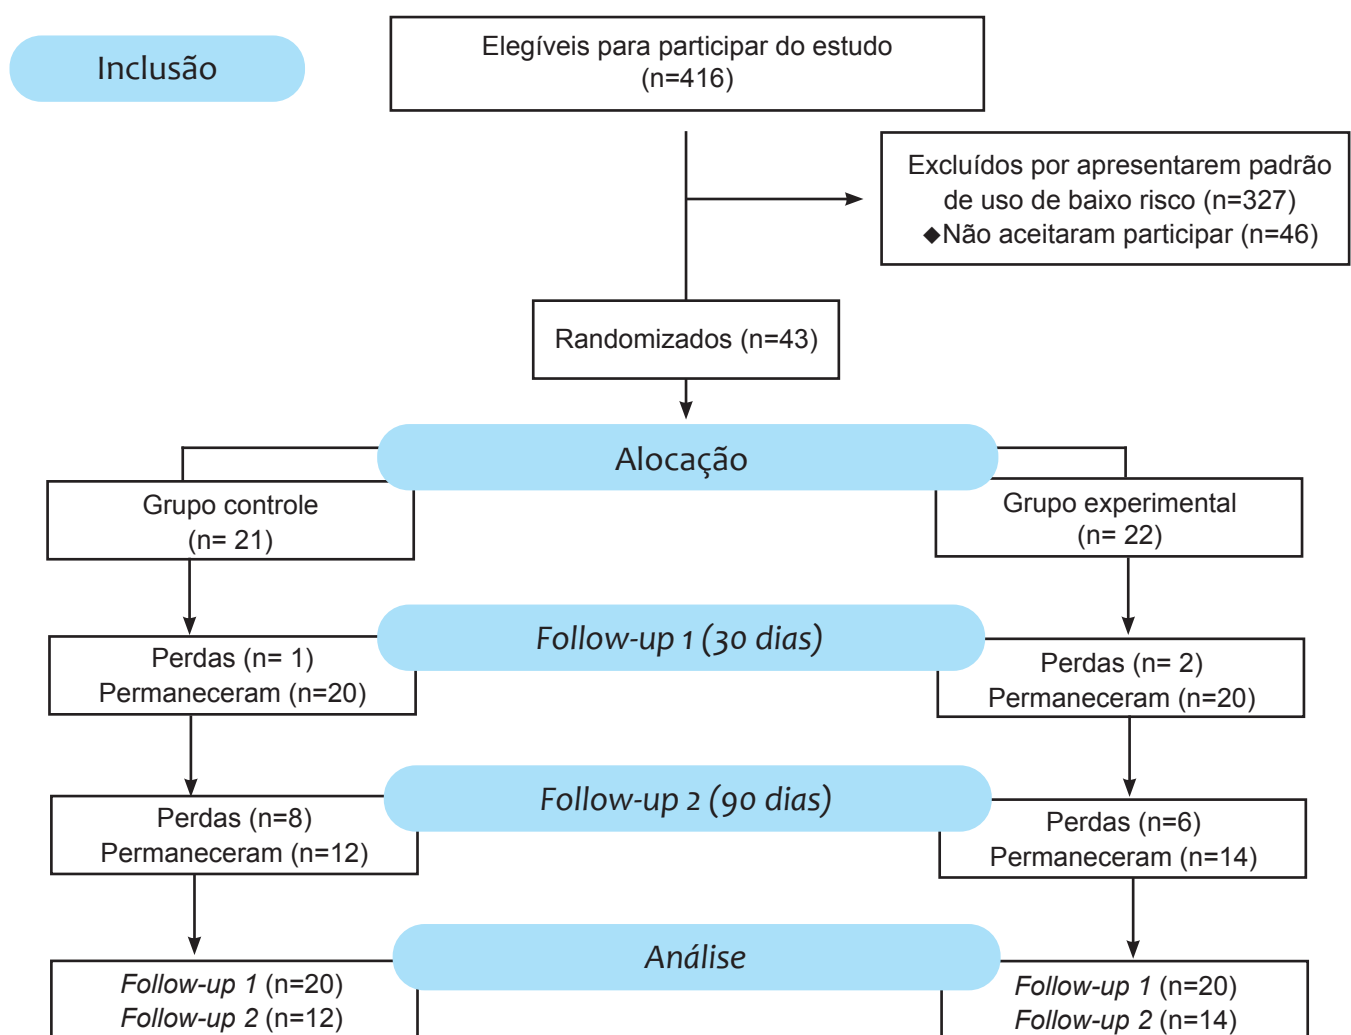 Inclusão
Elegíveis para participar do estudo
(n=416)
Excluídos por apresentarem padrão
de uso de baixo risco (n=327)
◆Não aceitaram participar (n=46)
Randomizados (n=43)
Alocação
Grupo controle
(n= 21)
Grupo experimental
(n= 22)
Follow-up 1 (30 dias)
Perdas (n= 1)
Permaneceram (n=20)
Perdas (n= 2)
Permaneceram (n=20)
Follow-up 2 (90 dias)
Perdas (n=8)
Permaneceram (n=12)
Perdas (n=6)
Permaneceram (n=14)
Análise
Follow-up 1 (n=20)
Follow-up 2 (n=12)
Follow-up 1 (n=20)
Follow-up 2 (n=14)